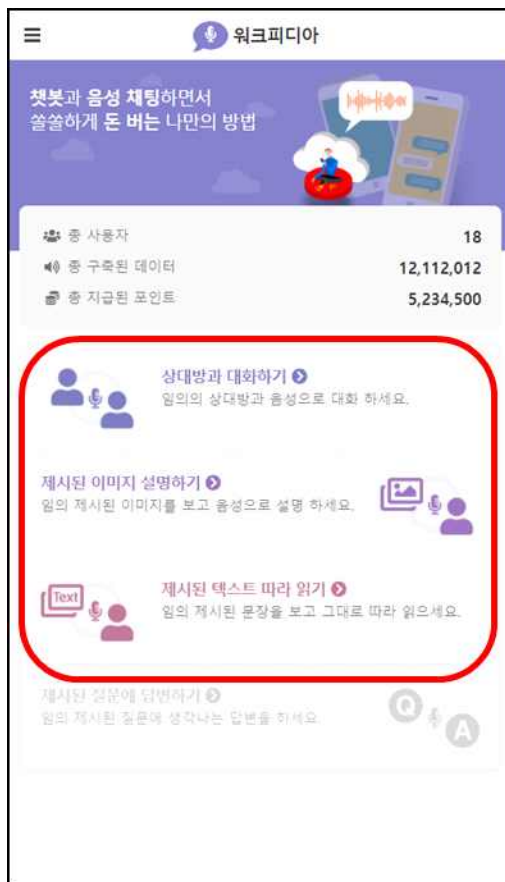 워크피디아
챗봇과 음성 채팅하면서
쏠쏠하게 돈 버는 나만의 방법
총 사용자 18
총 구축된 데이터 12,112,012
총 지급된 포인트 5,234,500
상대방과 대화하기
임의의 상대방과 음성으로 대화 하세요.
제시된 이미지 설명하기
임의 제시된 이미지를 보고 음성으로 설명 하세요.
Text
제시된 텍스트 따라 읽기
임의 제시된 문장을 보고 그대로 따라 읽으세요.
제시된 질문에 답변하기
임의 제시된 질문에 생각나는 답변을 하세요.
Q
A